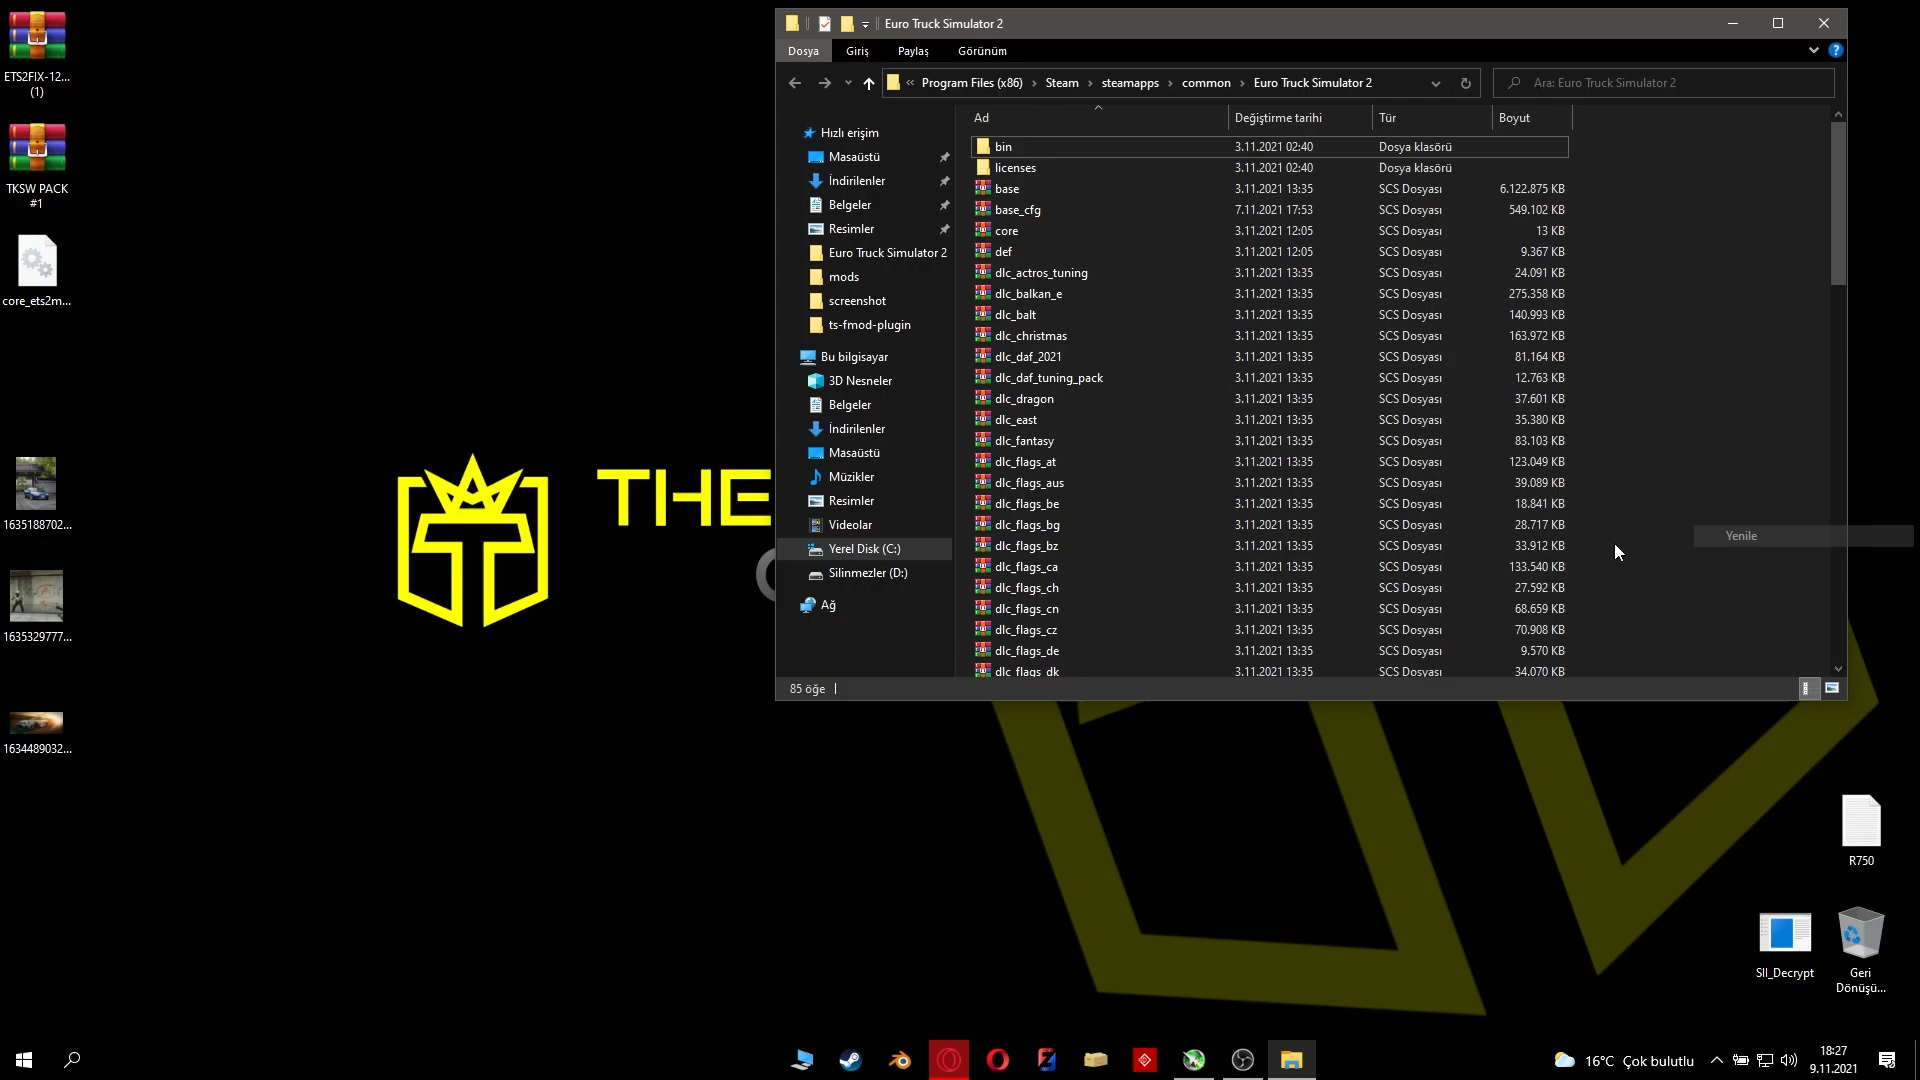 ETS2FIX-12...
(1)
TKSW PACK
#1
core_ets2m...
1635188702...
1635329777...
1634489032...
THE
Euro Truck Simulator 2
Dosya
Giriş
Paylaş
Görünüm
?
«
Program Files (x86) › Steam › steamapps › common › Euro Truck Simulator 2
Ara: Euro Truck Simulator 2
Hızlı erişim
Masaüstü
İndirilenler
Belgeler
Resimler
Euro Truck Simulator 2
mods
screenshot
ts-fmod-plugin
Bu bilgisayar
3D Nesneler
Belgeler
İndirilenler
Masaüstü
Müzikler
Resimler
Videolar
Yerel Disk (C:)
Silinmezler (D:)
Ağ
Ad Değiştirme tarihi Tür Boyut
bin 3.11.2021 02:40 Dosya klasörü
licenses 3.11.2021 02:40 Dosya klasörü
base 3.11.2021 13:35 SCS Dosyası 6.122.875 KB
base_cfg 7.11.2021 17:53 SCS Dosyası 549.102 KB
core 3.11.2021 12:05 SCS Dosyası 13 KB
def 3.11.2021 12:05 SCS Dosyası 9.367 KB
dlc_actros_tuning 3.11.2021 13:35 SCS Dosyası 24.091 KB
dlc_balkan_e 3.11.2021 13:35 SCS Dosyası 275.358 KB
dlc_balt 3.11.2021 13:35 SCS Dosyası 140.993 KB
dlc_christmas 3.11.2021 13:35 SCS Dosyası 163.972 KB
dlc_daf_2021 3.11.2021 13:35 SCS Dosyası 81.164 KB
dlc_daf_tuning_pack 3.11.2021 13:35 SCS Dosyası 12.763 KB
dlc_dragon 3.11.2021 13:35 SCS Dosyası 37.601 KB
dlc_east 3.11.2021 13:35 SCS Dosyası 35.380 KB
dlc_fantasy 3.11.2021 13:35 SCS Dosyası 83.103 KB
dlc_flags_at 3.11.2021 13:35 SCS Dosyası 123.049 KB
dlc_flags_aus 3.11.2021 13:35 SCS Dosyası 39.089 KB
dlc_flags_be 3.11.2021 13:35 SCS Dosyası 18.841 KB
dlc_flags_bg 3.11.2021 13:35 SCS Dosyası 28.717 KB
dlc_flags_bz 3.11.2021 13:35 SCS Dosyası 33.912 KB
dlc_flags_ca 3.11.2021 13:35 SCS Dosyası 133.540 KB
dlc_flags_ch 3.11.2021 13:35 SCS Dosyası 27.592 KB
dlc_flags_cn 3.11.2021 13:35 SCS Dosyası 68.659 KB
dlc_flags_cz 3.11.2021 13:35 SCS Dosyası 70.908 KB
dlc_flags_de 3.11.2021 13:35 SCS Dosyası 9.570 KB
dlc_flags_dk 3.11.2021 13:35 SCS Dosyası 34.070 KB
Yenile
85 öğe
R750
SII_Decrypt
Geri
Dönüşü...
16°C Çok bulutlu
18:27
9.11.2021